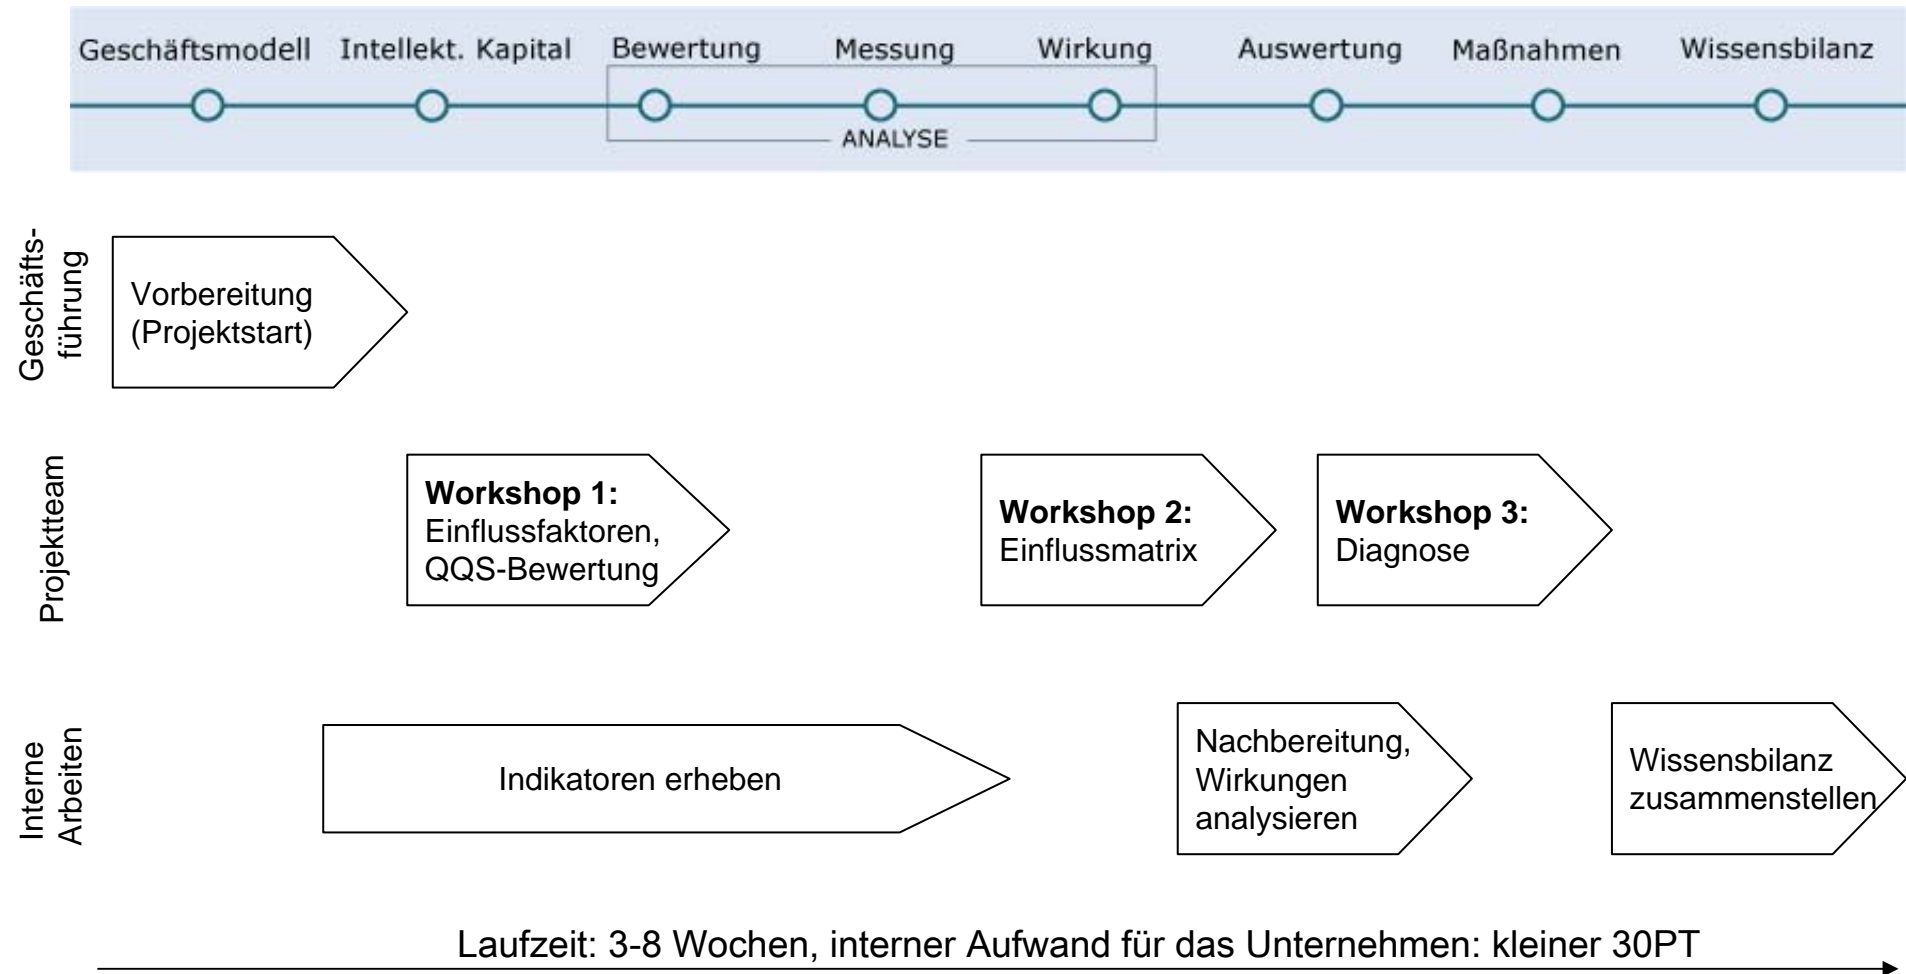 Geschäftsmodell Intellekt. Kapital Bewertung Messung Wirkung Auswertung Maßnahmen Wissensbilanz
ANALYSE
Geschäfts-
führung
Vorbereitung
(Projektstart)
Projektteam
Workshop 1:
Einflussfaktoren,
QQS-Bewertung
Workshop 2:
Einflussmatrix
Workshop 3:
Diagnose
Interne
Arbeiten
Indikatoren erheben
Nachbereitung,
Wirkungen
analysieren
Wissensbilanz
zusammenstellen
Laufzeit: 3-8 Wochen, interner Aufwand für das Unternehmen: kleiner 30PT